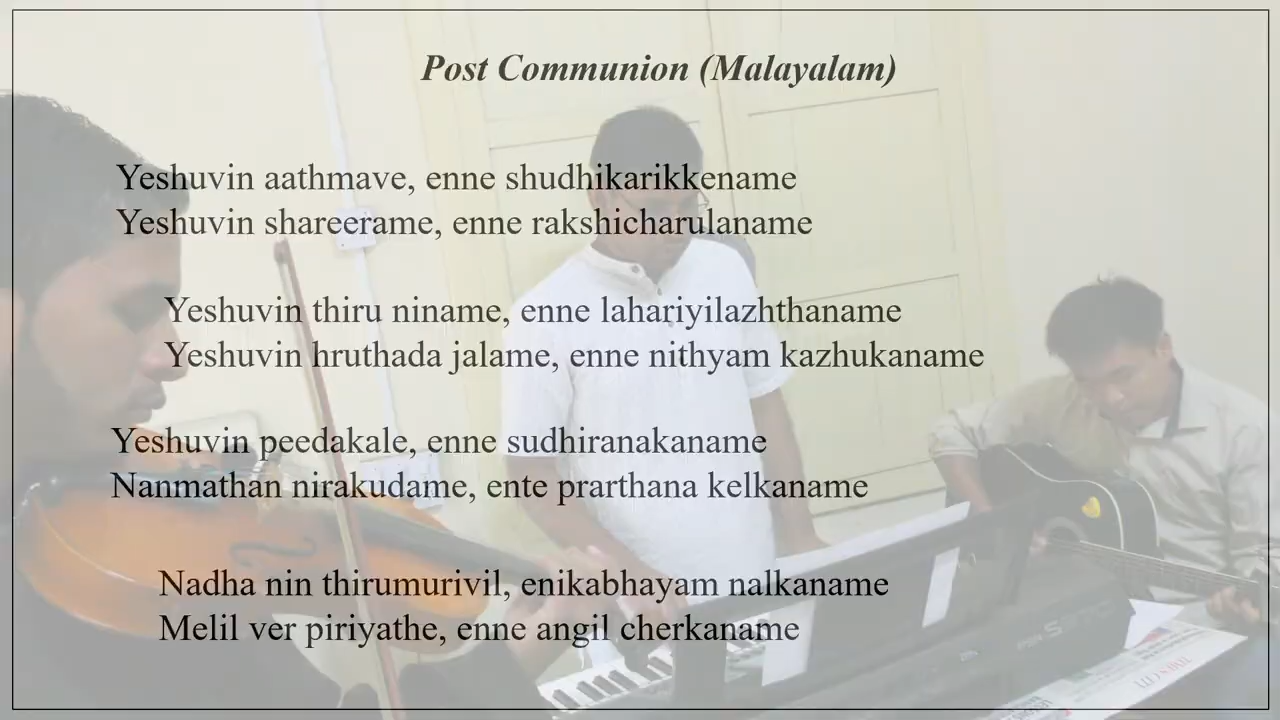 Post Communion (Malayalam)
Yeshuvin aathmave, enne shudhikarikkename
Yeshuvin shareerame, enne rakshicharulaname
Yeshuvin thiru niname, enne lahariyilazhthaname
Yeshuvin hruthada jalame, enne nithyam kazhukaname
Yeshuvin peedakale, enne sudhiranakaname
Nanmathan nirakudame, ente prarthana kelkaname
Nadha nin thirumurivil, enikabhayam nalkaname
Melil ver piriyathe, enne angil cherkaname